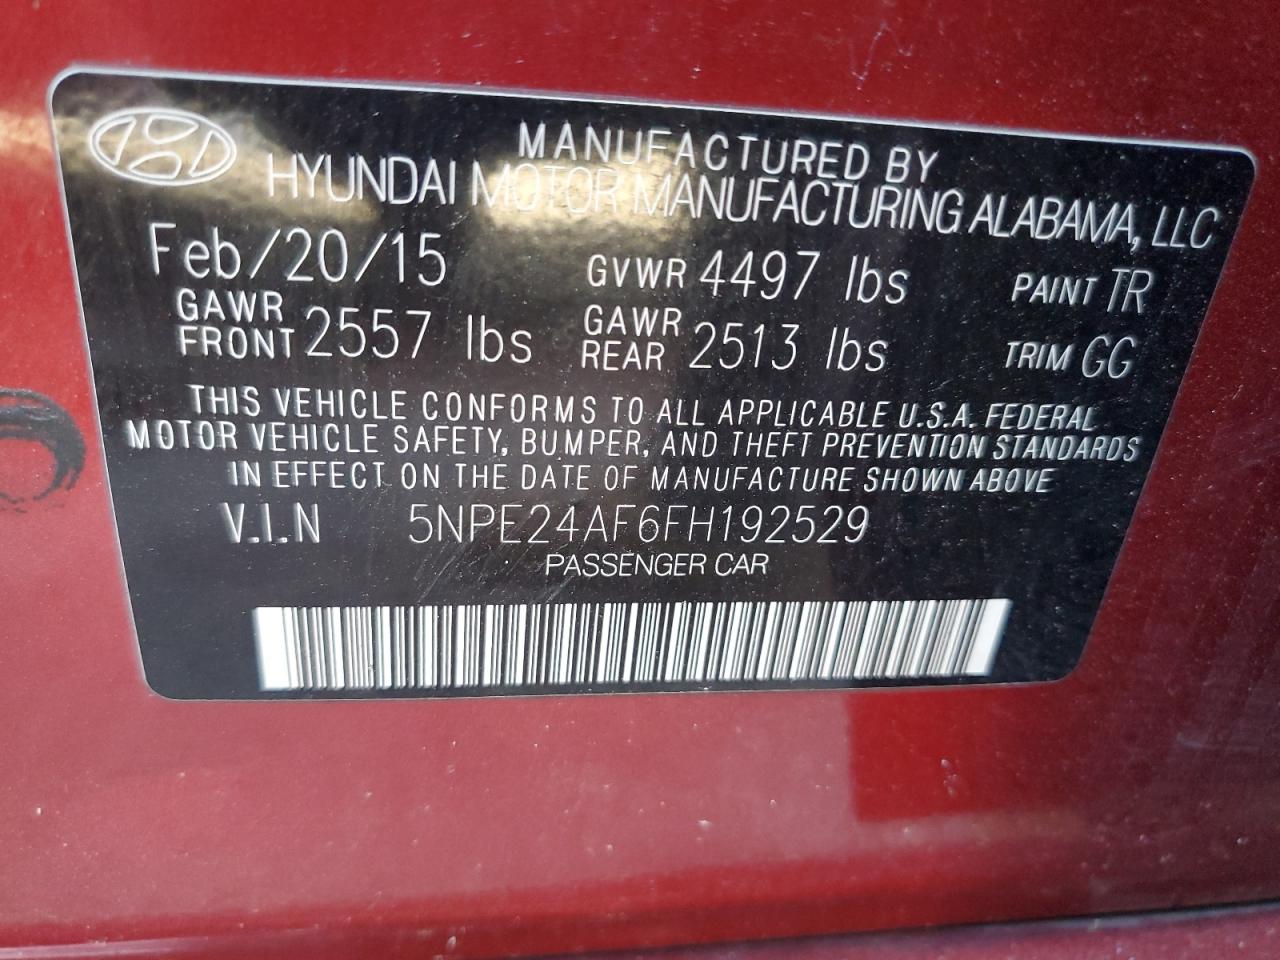 MANUFACTURED BY
HYUNDAI MOTOR MANUFACTURING ALABAMA, LLC
Feb/20/15 GVWR 4497 lbs PAINT TR
GAWR FRONT 2557 lbs GAWR REAR 2513 lbs TRIM GG
THIS VEHICLE CONFORMS TO ALL APPLICABLE U.S.A. FEDERAL
MOTOR VEHICLE SAFETY, BUMPER, AND THEFT PREVENTION STANDARDS
IN EFFECT ON THE DATE OF MANUFACTURE SHOWN ABOVE
V.I.N 5NPE24AF6FH192529
PASSENGER CAR